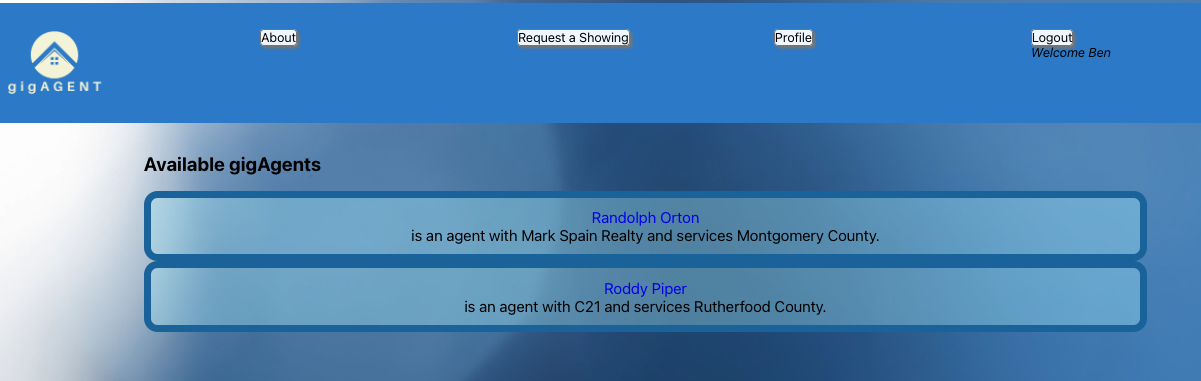 gigAGENT
About
Request a Showing
Profile
Logout
Welcome Ben
Available gigAgents
Randolph Orton
is an agent with Mark Spain Realty and services Montgomery County.
Roddy Piper
is an agent with C21 and services Rutherfood County.